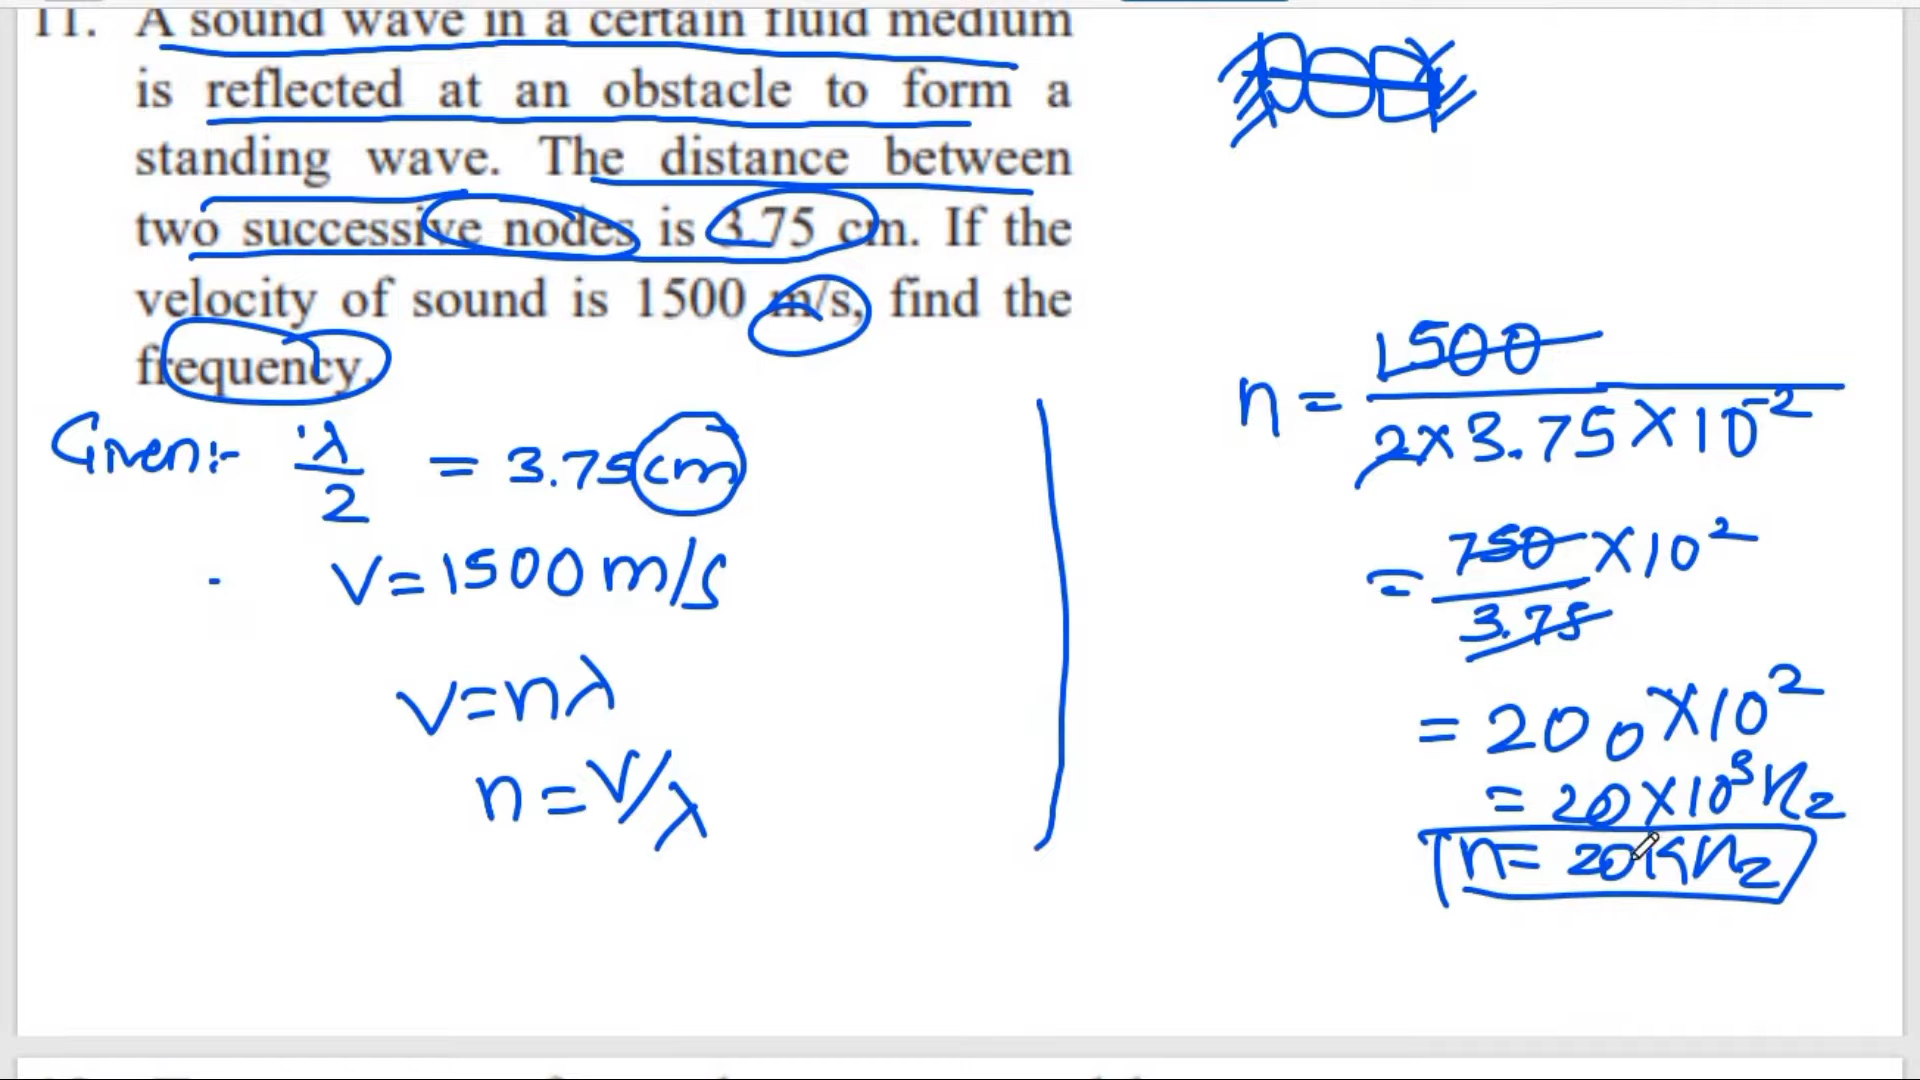 11. A sound wave in a certain fluid medium
is reflected at an obstacle to form a
standing wave. The distance between
two successive nodes is 3.75 cm. If the
velocity of sound is 1500 m/s, find the
frequency.
Given:- λ/2 = 3.75 cm
V = 1500 m/s
V = nλ
n = V/λ
n = 1500 / 2×3.75×10⁻²
= 750/3.75 ×10²
= 200 ×10²
= 20×10³ Hz
n = 20KHz